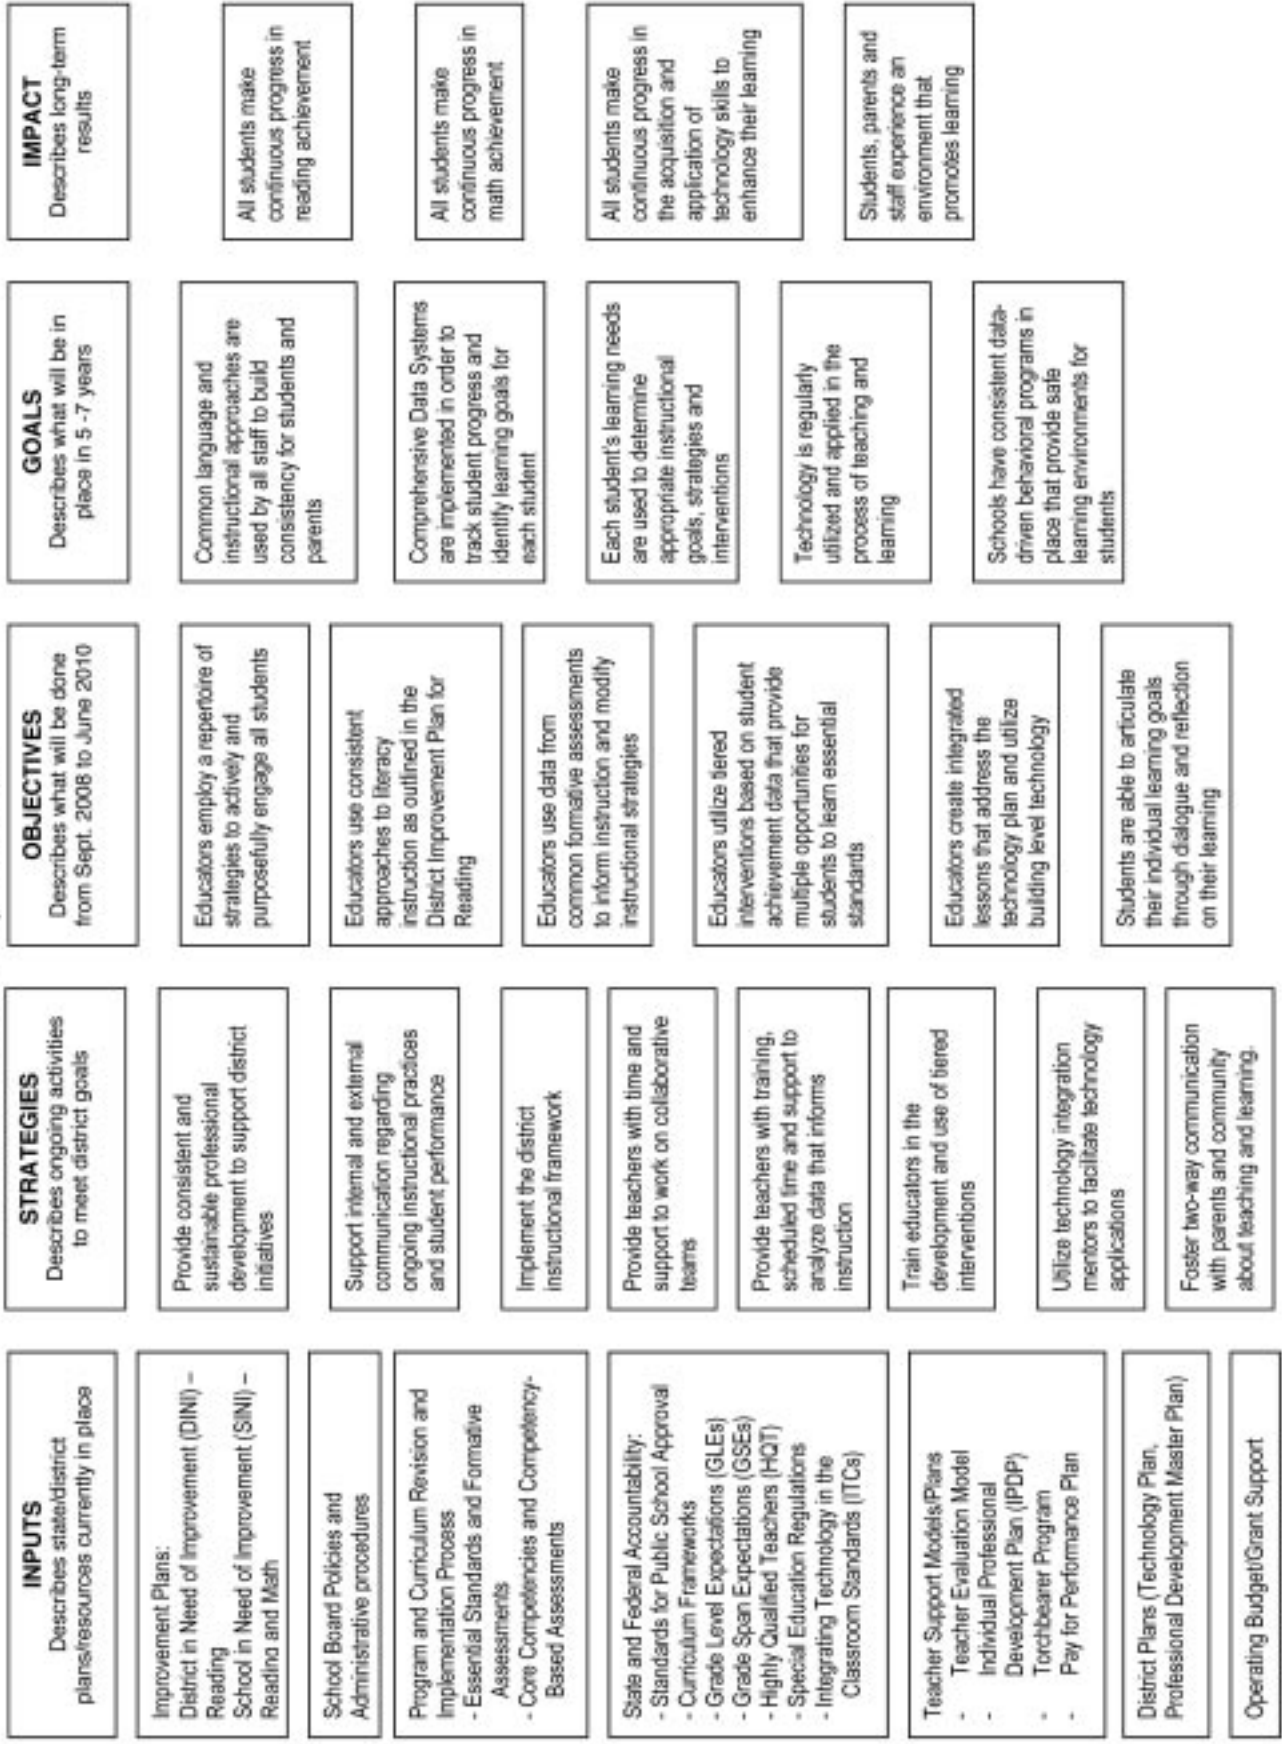 INPUTS
Describes state/district
plans/resources currently in place
Improvement Plans:
District in Need of Improvement (DINI) –
Reading
School in Need of Improvement (SINI) –
Reading and Math
School Board Policies and
Administrative procedures
Program and Curriculum Revision and
Implementation Process
- Essential Standards and Formative
Assessments
- Core Competencies and Competency-
Based Assessments
State and Federal Accountability:
- Standards for Public School Approval
- Curriculum Frameworks
- Grade Level Expectations (GLEs)
- Grade Span Expectations (GSEs)
- Highly Qualified Teachers (HQT)
- Special Education Regulations
- Integrating Technology in the
Classroom Standards (ITCs)
Teacher Support Models/Plans
- Teacher Evaluation Model
- Individual Professional
Development Plan (IPDP)
- Torchbearer Program
- Pay for Performance Plan
District Plans (Technology Plan,
Professional Development Master Plan)
Operating Budget/Grant Support
STRATEGIES
Describes ongoing activities
to meet district goals
Provide consistent and
sustainable professional
development to support district
initiatives
Support internal and external
communication regarding
ongoing instructional practices
and student performance
Implement the district
instructional framework
Provide teachers with time and
support to work on collaborative
teams
Provide teachers with training,
scheduled time and support to
analyze data that informs
instruction
Train educators in the
development and use of tiered
interventions
Utilize technology integration
mentors to facilitate technology
applications
Foster two-way communication
with parents and community
about teaching and learning.
OBJECTIVES
Describes what will be done
from Sept. 2008 to June 2010
Educators employ a repertoire of
strategies to actively and
purposefully engage all students
Educators use consistent
approaches to literacy
instruction as outlined in the
District Improvement Plan for
Reading
Educators use data from
common formative assessments
to inform instruction and modify
instructional strategies
Educators utilize tiered
interventions based on student
achievement data that provide
multiple opportunities for
students to learn essential
standards
Educators create integrated
lessons that address the
technology plan and utilize
building level technology
Students are able to articulate
their individual learning goals
through dialogue and reflection
on their learning
GOALS
Describes what will be in
place in 5 -7 years
Common language and
instructional approaches are
used by all staff to build
consistency for students and
parents
Comprehensive Data Systems
are implemented in order to
track student progress and
identify learning goals for
each student
Each student's learning needs
are used to determine
appropriate instructional
goals, strategies and
interventions
Technology is regularly
utilized and applied in the
process of teaching and
learning
Schools have consistent data-
driven behavioral programs in
place that provide safe
learning environments for
students
IMPACT
Describes long-term
results
All students make
continuous progress in
reading achievement
All students make
continuous progress in
math achievement
All students make
continuous progress in
the acquisition and
application of
technology skills to
enhance their learning
Students, parents and
staff experience an
environment that
promotes learning